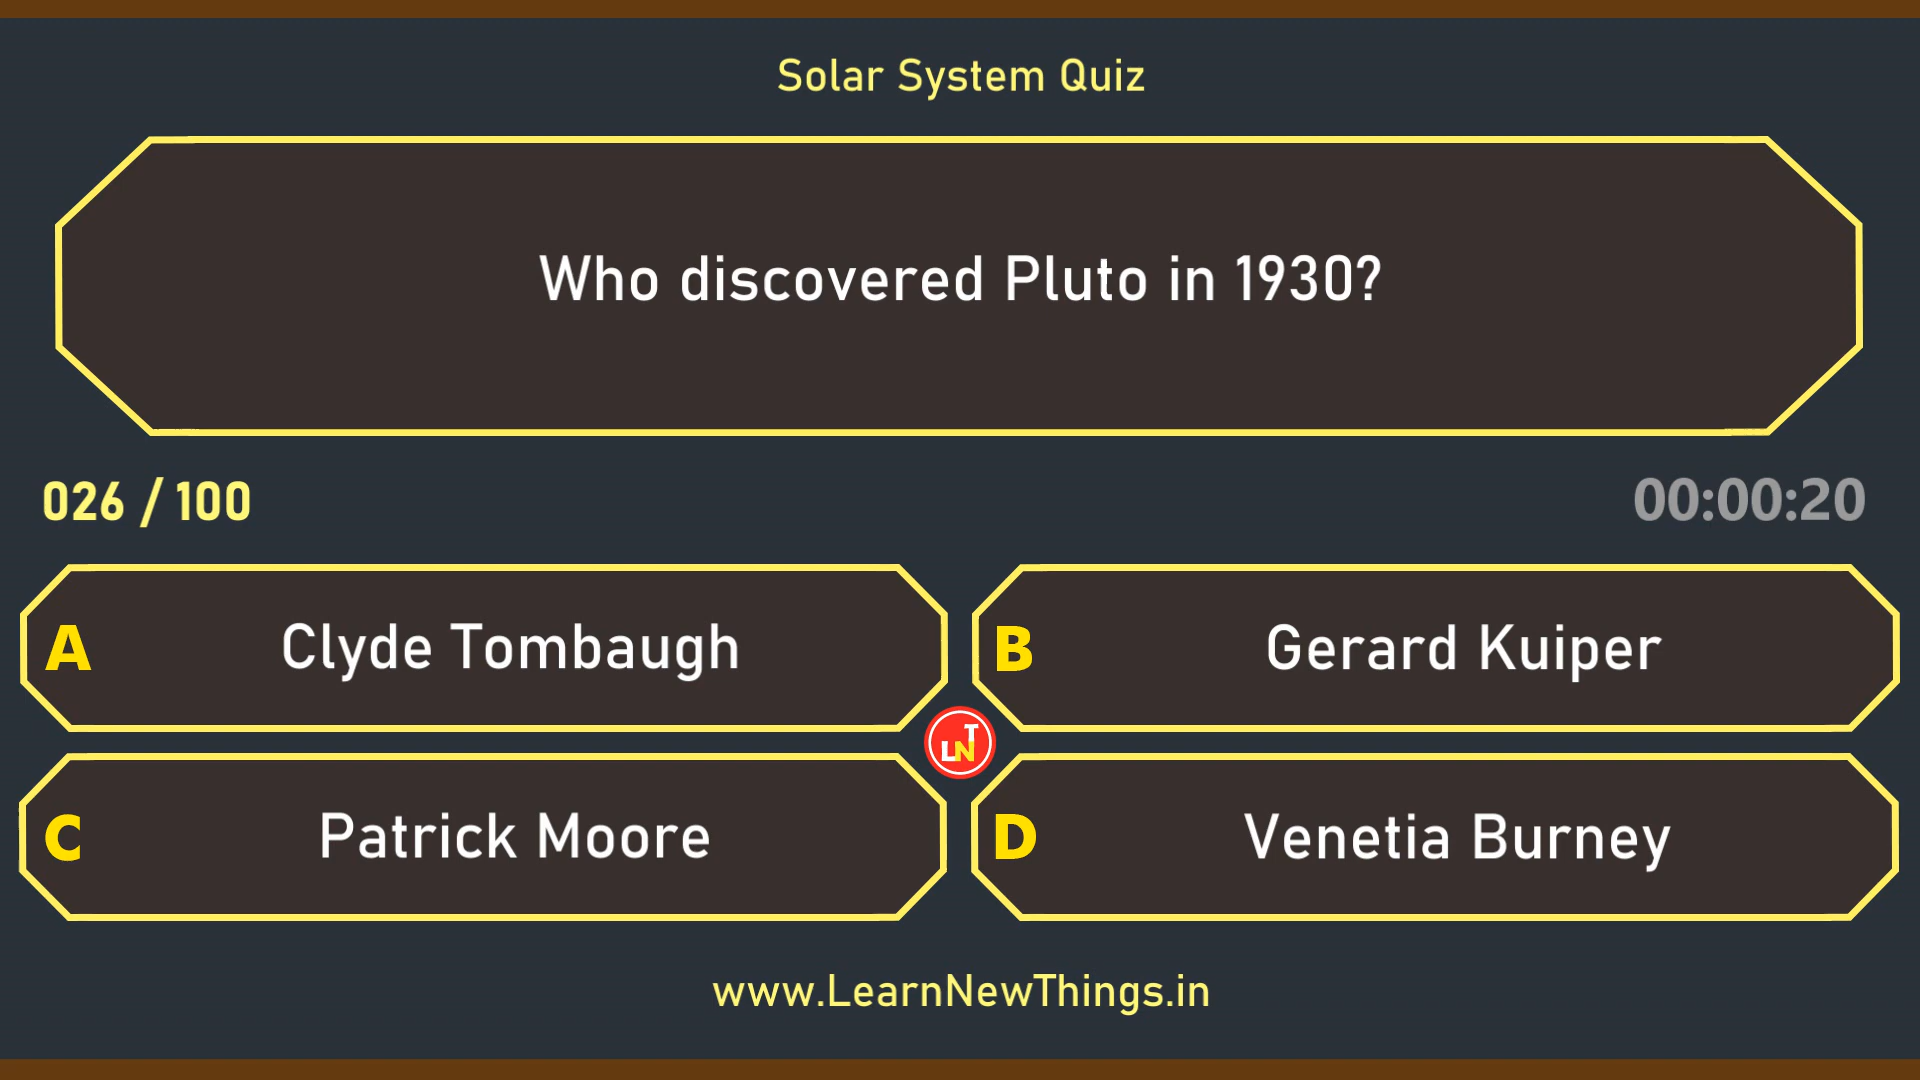 Solar System Quiz
Who discovered Pluto in 1930?
026 / 100
00:00:20
A Clyde Tombaugh
B Gerard Kuiper
LNT
C Patrick Moore
D Venetia Burney
www.LearnNewThings.in